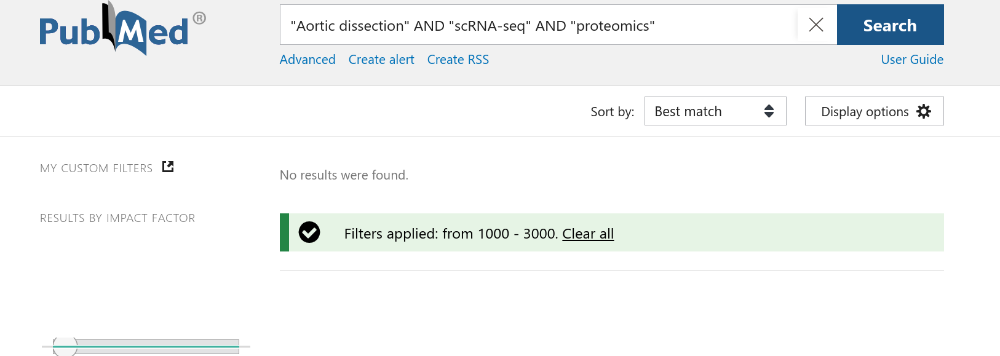 PubMed®
"Aortic dissection" AND "scRNA-seq" AND "proteomics"
Search
Advanced Create alert Create RSS User Guide
Sort by: Best match Display options
MY CUSTOM FILTERS
No results were found.
RESULTS BY IMPACT FACTOR
Filters applied: from 1000 - 3000. Clear all